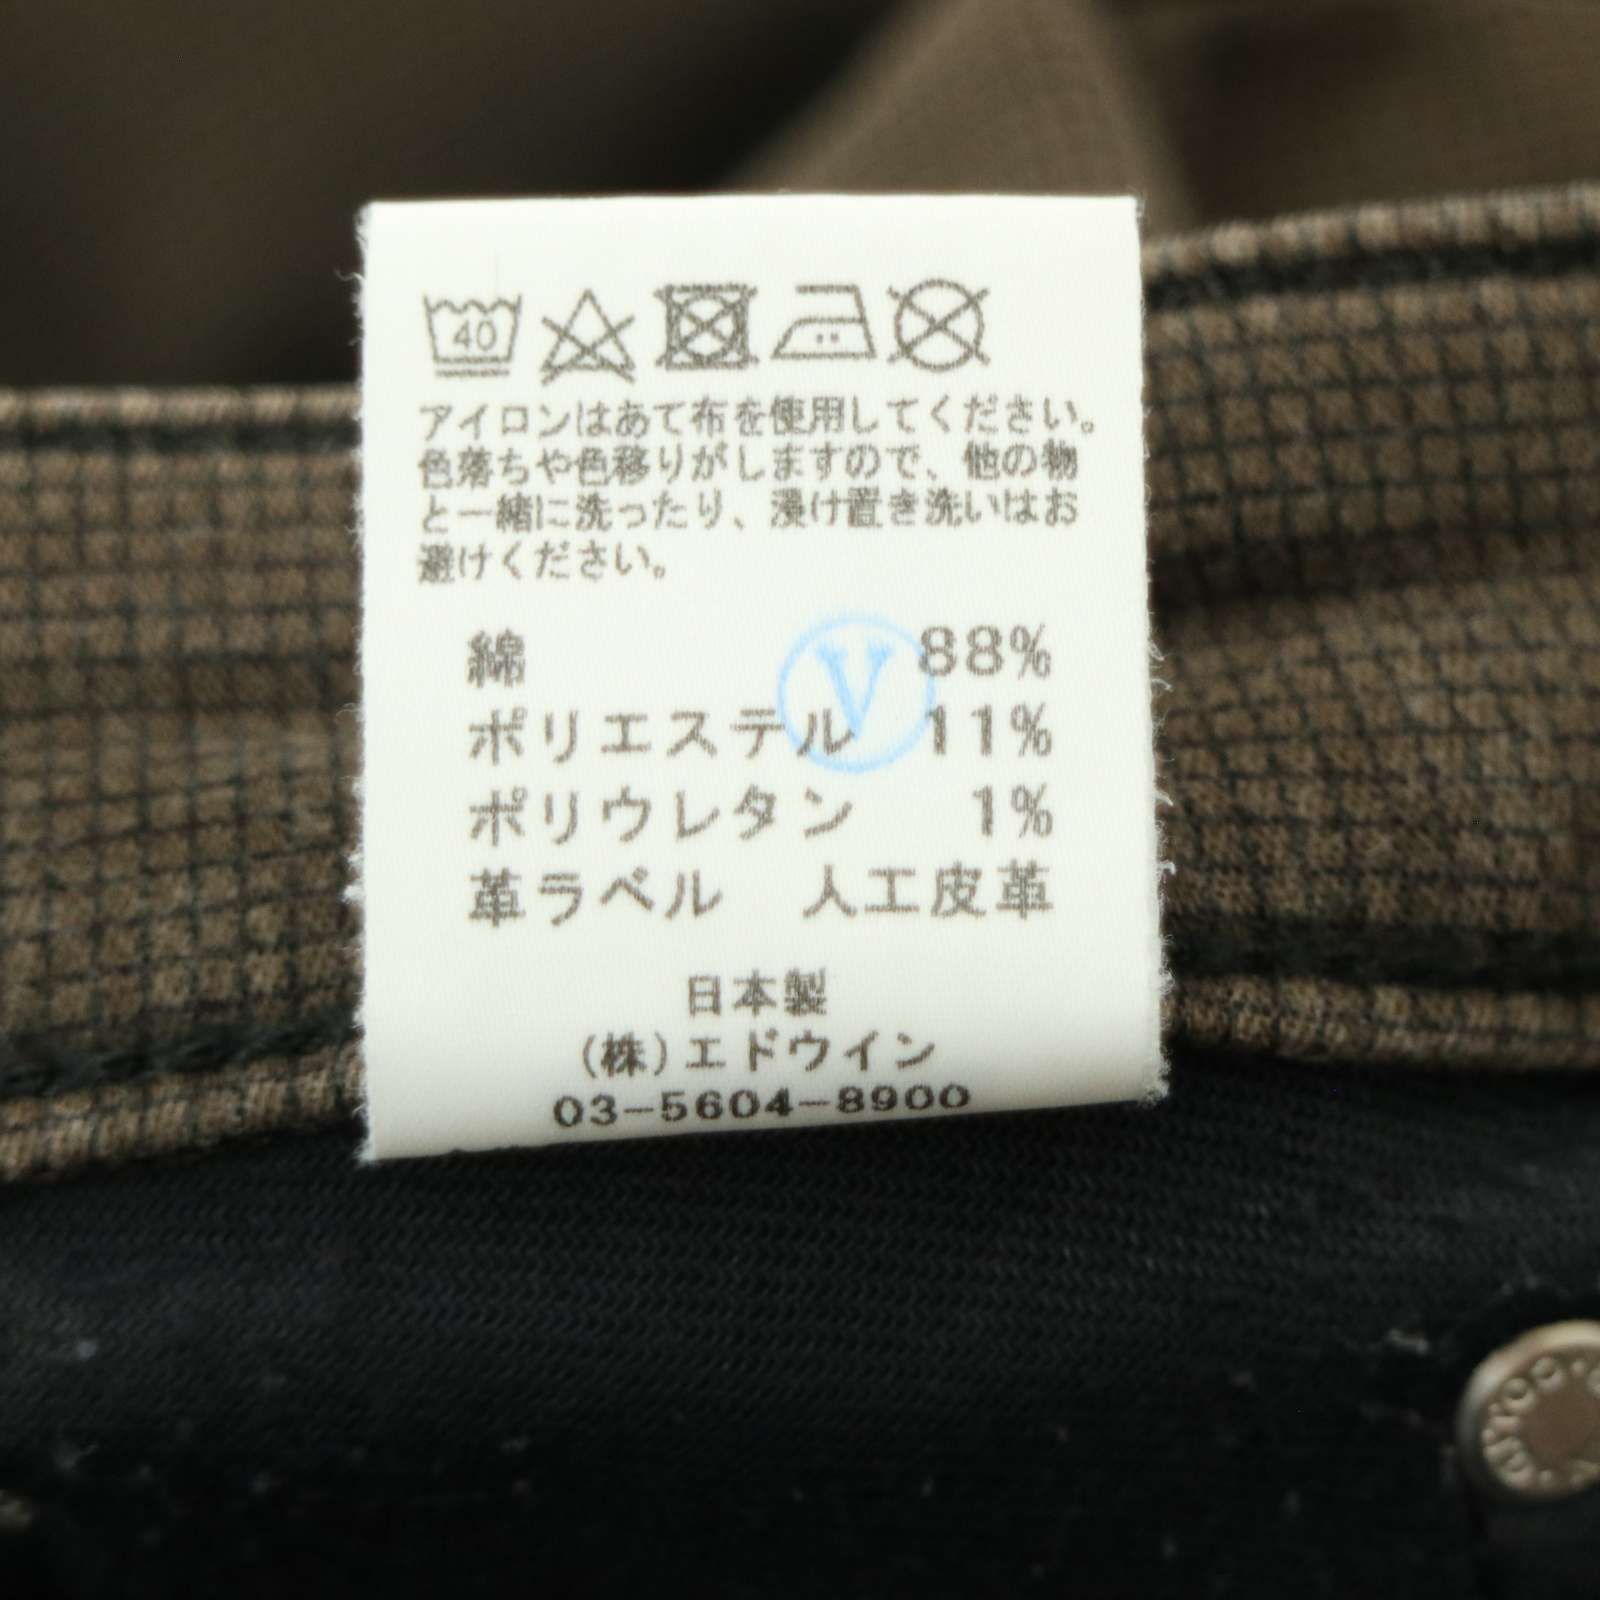 40
アイロンはあて布を使用してください。
色落ちや色移りがしますので、他の物
と一緒に洗ったり、浸け置き洗いはお
避けください。
綿 88%
V
ポリエステル 11%
ポリウレタン 1%
革ラベル 人工皮革
日本製
(株)エドウイン
03-5604-8900